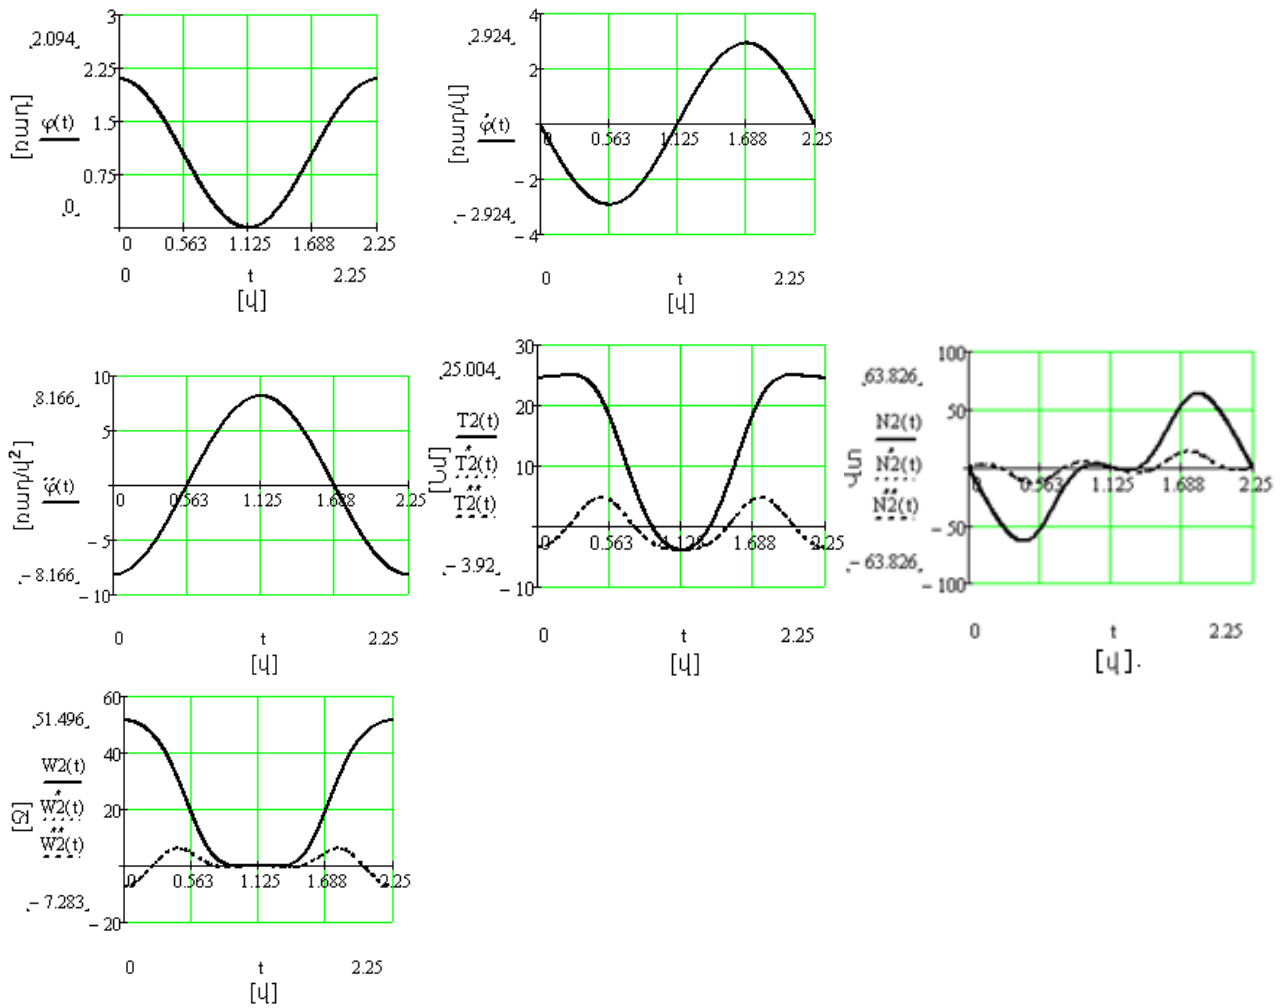 3
2.094
2.25
[ռադ]
φ(t)
1.5
0.75
0
0 0.563 1.125 1.688 2.25
0 t 2.25
[վ]
4
2.924
2
[ռադ/վ]
φ̇(t)
0 0.563 1.125 1.688 2.25
− 2
− 2.924
− 4
0 t 2.25
[վ]
10
8.166
5
[ռադ/վ²]
φ̈(t)
0 0.563 1.125 1.688 2.25
− 5
− 8.166
− 10
0 t 2.25
[վ]
30
25.004
20
T2(t)
*
T2(t)
**
T2(t)
[Նմ]
10
0 0.563 1.125 1.688 2.25
− 3.92
− 10
0 t 2.25
[վ]
100
63.826
50
N2(t)
*
N2(t)
**
N2(t)
Վտ
0 0.563 1.125 1.688 2.25
− 50
− 63.826
− 100
0 t 2.25
[վ].
60
51.496
40
W2(t)
*
W2(t)
**
W2(t)
[Ջ]
20
0 0.563 1.125 1.688 2.25
− 7.283
− 20
0 t 2.25
[վ]